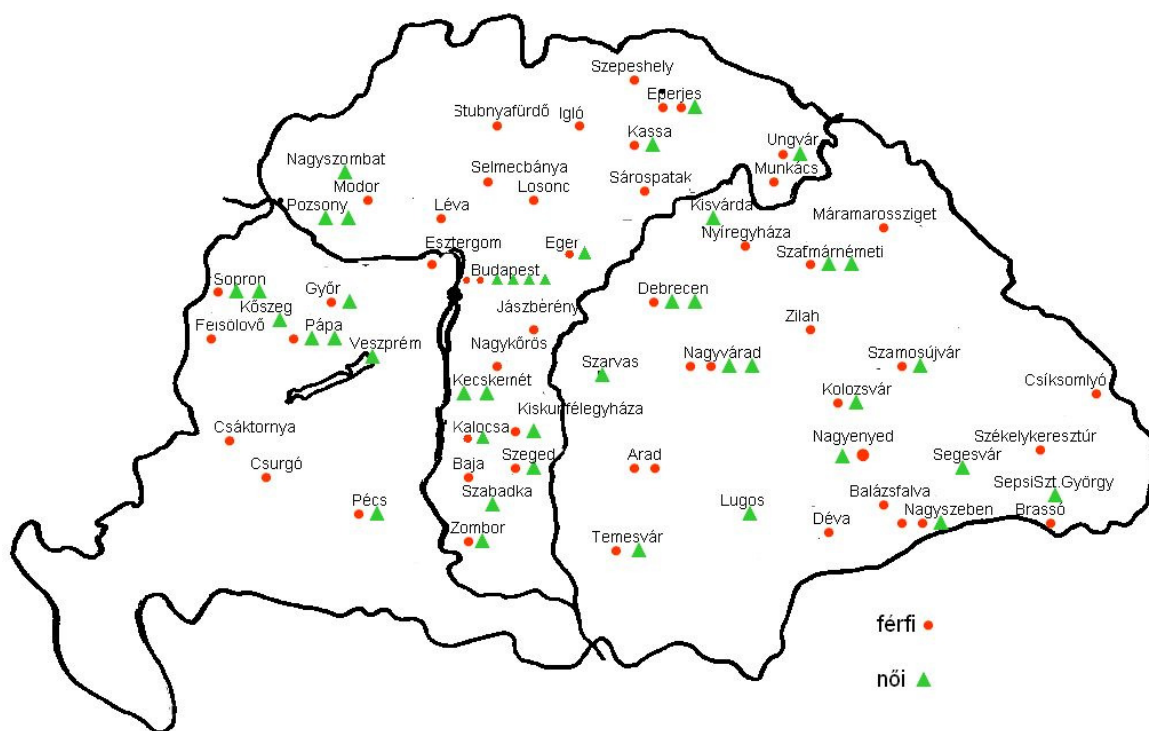 Szepeshely
Eperjes
Stubnyafürdő
Igló
Kassa
Ungvár
Nagyszombat
Selmecbánya
Munkács
Modor
Losonc
Sárospatak
Pozsony
Léva
Kisvárda
Máramarossziget
Nyíregyháza
Esztergom
Eger
Szatmárnémeti
Budapest
Sopron
Győr
Debrecen
Kőszeg
Jászberény
Zilah
Felsőlövő
Pápa
Veszprém
Nagykőrös
Szarvas
Nagyvárad
Szamosújvár
Kecskemét
Kolozsvár
Csíksomlyó
Kiskunfélegyháza
Csáktornya
Kalocsa
Nagyenyed
Székelykeresztúr
Szeged
Arad
Segesvár
Csurgó
Baja
SepsiSzt.György
Pécs
Szabadka
Lugos
Balázsfalva
Nagyszeben
Brassó
Zombor
Temesvár
Déva
férfi
női